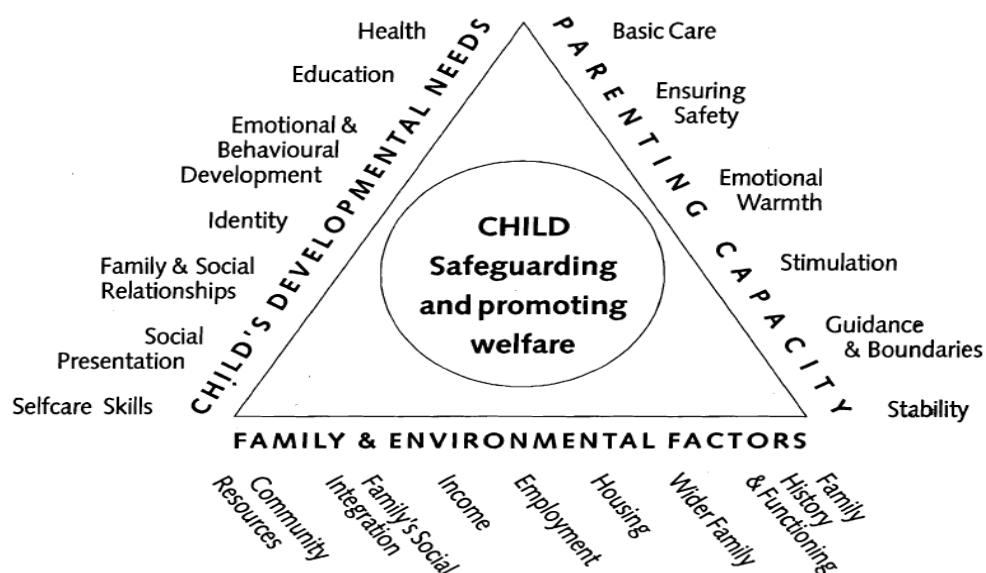 Health
Education
Emotional &
Behavioural
Development
Identity
Family & Social
Relationships
Social
Presentation
Selfcare Skills
CHILD'S DEVELOPMENTAL NEEDS
PARENTING CAPACITY
Basic Care
Ensuring
Safety
Emotional
Warmth
Stimulation
Guidance
& Boundaries
Stability
CHILD
Safeguarding
and promoting
welfare
FAMILY & ENVIRONMENTAL FACTORS
Community
Resources
Family's Social
Integration
Income
Employment
Housing
Wider Family
Family
History
& Functioning